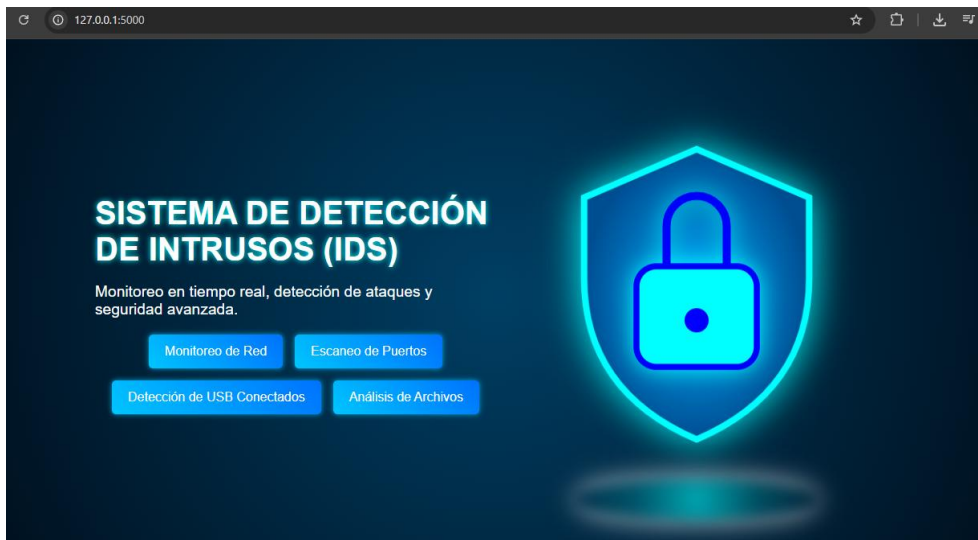 127.0.0.1:5000
SISTEMA DE DETECCIÓN
DE INTRUSOS (IDS)
Monitoreo en tiempo real, detección de ataques y
seguridad avanzada.
Monitoreo de Red
Escaneo de Puertos
Detección de USB Conectados
Análisis de Archivos